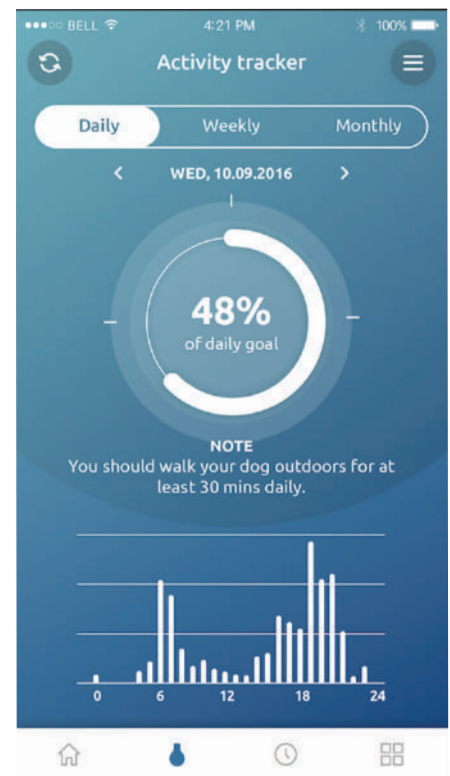 BELL 4:21 PM 100%
Activity tracker
Daily Weekly Monthly
WED, 10.09.2016
48%
of daily goal
NOTE
You should walk your dog outdoors for at
least 30 mins daily.
0 6 12 18 24